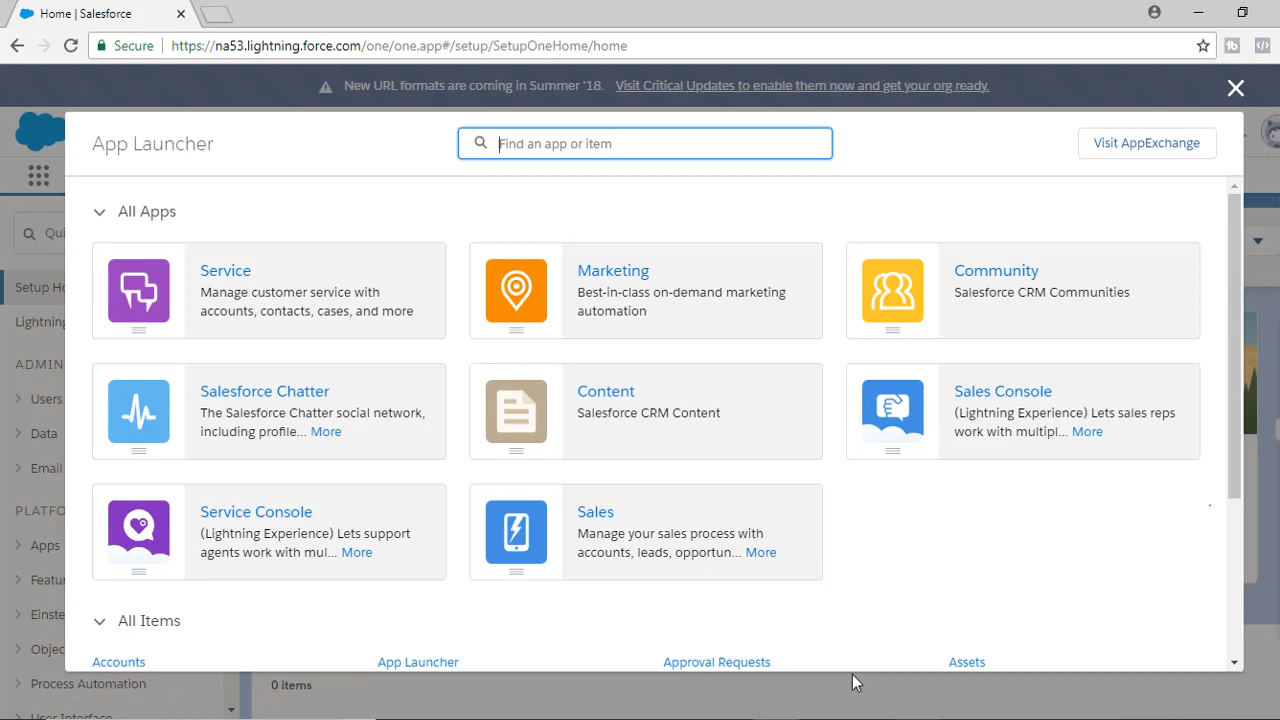 Home | Salesforce
Secure
https://na53.lightning.force.com/one/one.app#/setup/SetupOneHome/home
New URL formats are coming in Summer '18. Visit Critical Updates to enable them now and get your org ready.
App Launcher
Find an app or item
Visit AppExchange
Qui
All Apps
Service
Manage customer service with
accounts, contacts, cases, and more
Marketing
Best-in-class on-demand marketing
automation
Community
Salesforce CRM Communities
Salesforce Chatter
The Salesforce Chatter social network,
including profile... More
Content
Salesforce CRM Content
Sales Console
(Lightning Experience) Lets sales reps
work with multipl... More
Service Console
(Lightning Experience) Lets support
agents work with mul... More
Sales
Manage your sales process with
accounts, leads, opportun... More
All Items
Accounts
App Launcher
Approval Requests
Assets
Setup Ho
Lightning
ADMIN
Users
Data
Email
PLATFO
Apps
Featur
Einste
Objec
Process Automation
User Interface
0 items